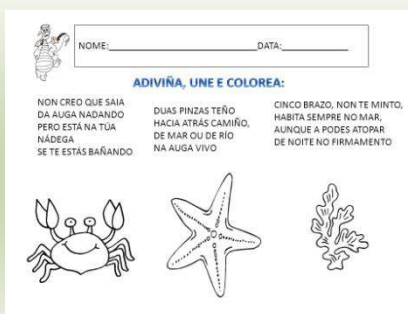 NOME: DATA:
ADIVIÑA, UNE E COLOREA:
NON CREO QUE SAIA
DA AUGA NADANDO
PERO ESTÁ NA TÚA
NÁDEGA
SE TE ESTÁS BAÑANDO
DUAS PINZAS TEÑO
HACIA ATRÁS CAMIÑO,
DE MAR OU DE RÍO
NA AUGA VIVO
CINCO BRAZO, NON TE MINTO,
HABITA SEMPRE NO MAR,
AUNQUE A PODES ATOPAR
DE NOITE NO FIRMAMENTO